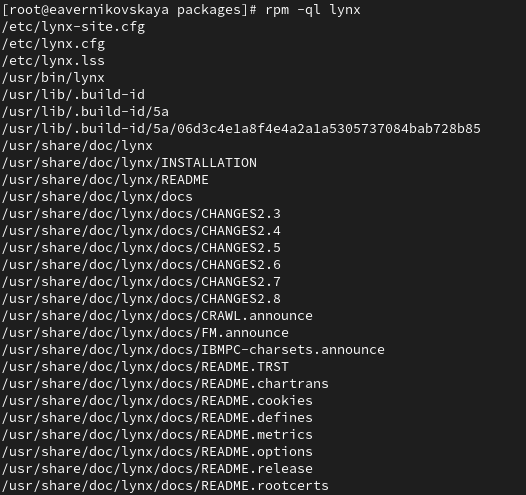 [root@eavernikovskaya packages]# rpm -ql lynx
/etc/lynx-site.cfg
/etc/lynx.cfg
/etc/lynx.lss
/usr/bin/lynx
/usr/lib/.build-id
/usr/lib/.build-id/5a
/usr/lib/.build-id/5a/06d3c4e1a8f4e4a2a1a5305737084bab728b85
/usr/share/doc/lynx
/usr/share/doc/lynx/INSTALLATION
/usr/share/doc/lynx/README
/usr/share/doc/lynx/docs
/usr/share/doc/lynx/docs/CHANGES2.3
/usr/share/doc/lynx/docs/CHANGES2.4
/usr/share/doc/lynx/docs/CHANGES2.5
/usr/share/doc/lynx/docs/CHANGES2.6
/usr/share/doc/lynx/docs/CHANGES2.7
/usr/share/doc/lynx/docs/CHANGES2.8
/usr/share/doc/lynx/docs/CRAWL.announce
/usr/share/doc/lynx/docs/FM.announce
/usr/share/doc/lynx/docs/IBMPC-charsets.announce
/usr/share/doc/lynx/docs/README.TRST
/usr/share/doc/lynx/docs/README.chartrans
/usr/share/doc/lynx/docs/README.cookies
/usr/share/doc/lynx/docs/README.defines
/usr/share/doc/lynx/docs/README.metrics
/usr/share/doc/lynx/docs/README.options
/usr/share/doc/lynx/docs/README.release
/usr/share/doc/lynx/docs/README.rootcerts